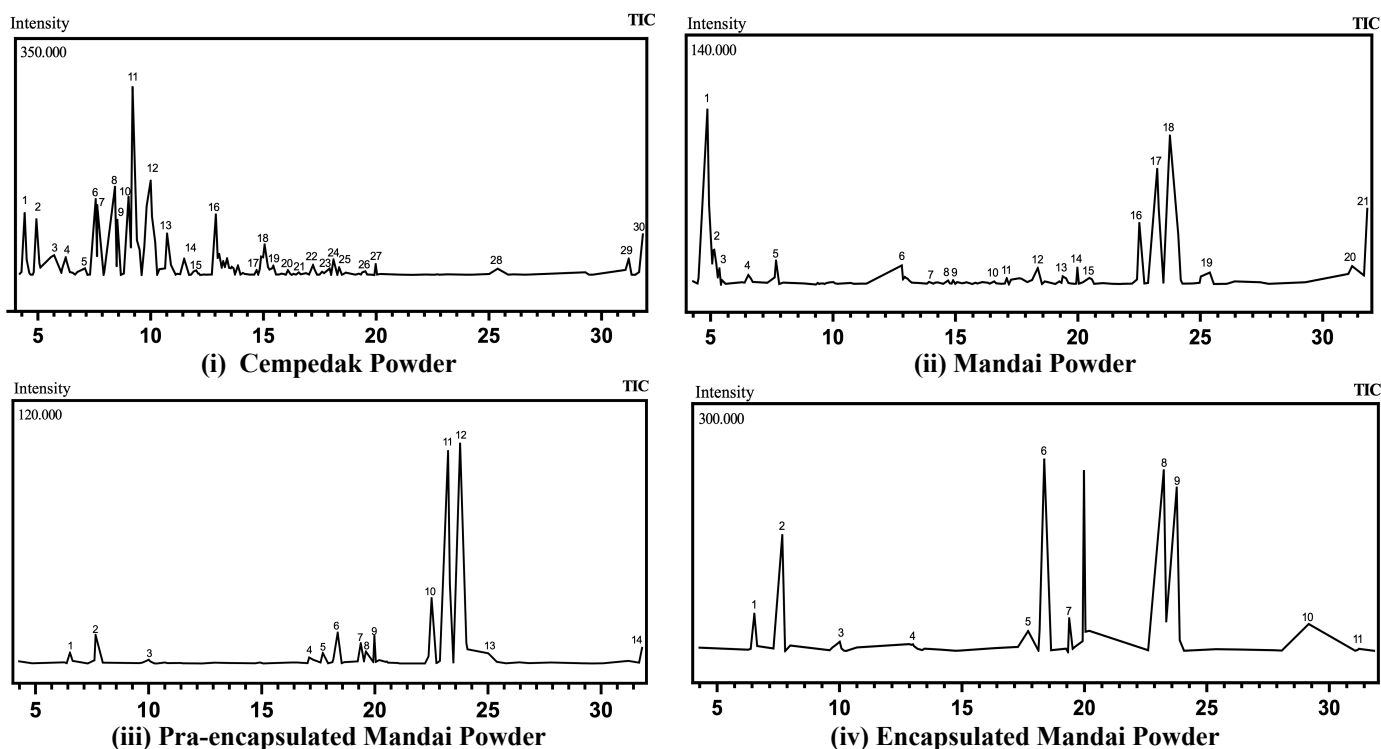 Intensity TIC
350.000
1 2 3 4 5 6 7 8 9 10 11 12 13 14 15 16 17 18 19 20 21 22 23 24 25 26 27 28 29 30
5 10 15 20 25 30
(i) Cempedak Powder
Intensity TIC
140.000
1 2 3 4 5 6 7 8 9 10 11 12 13 14 15 16 17 18 19 20 21
5 10 15 20 25 30
(ii) Mandai Powder
Intensity TIC
120.000
1 2 3 4 5 6 7 8 9 10 11 12 13 14
5 10 15 20 25 30
(iii) Pra-encapsulated Mandai Powder
Intensity TIC
300.000
1 2 3 4 5 6 7 8 9 10 11
5 10 15 20 25 30
(iv) Encapsulated Mandai Powder